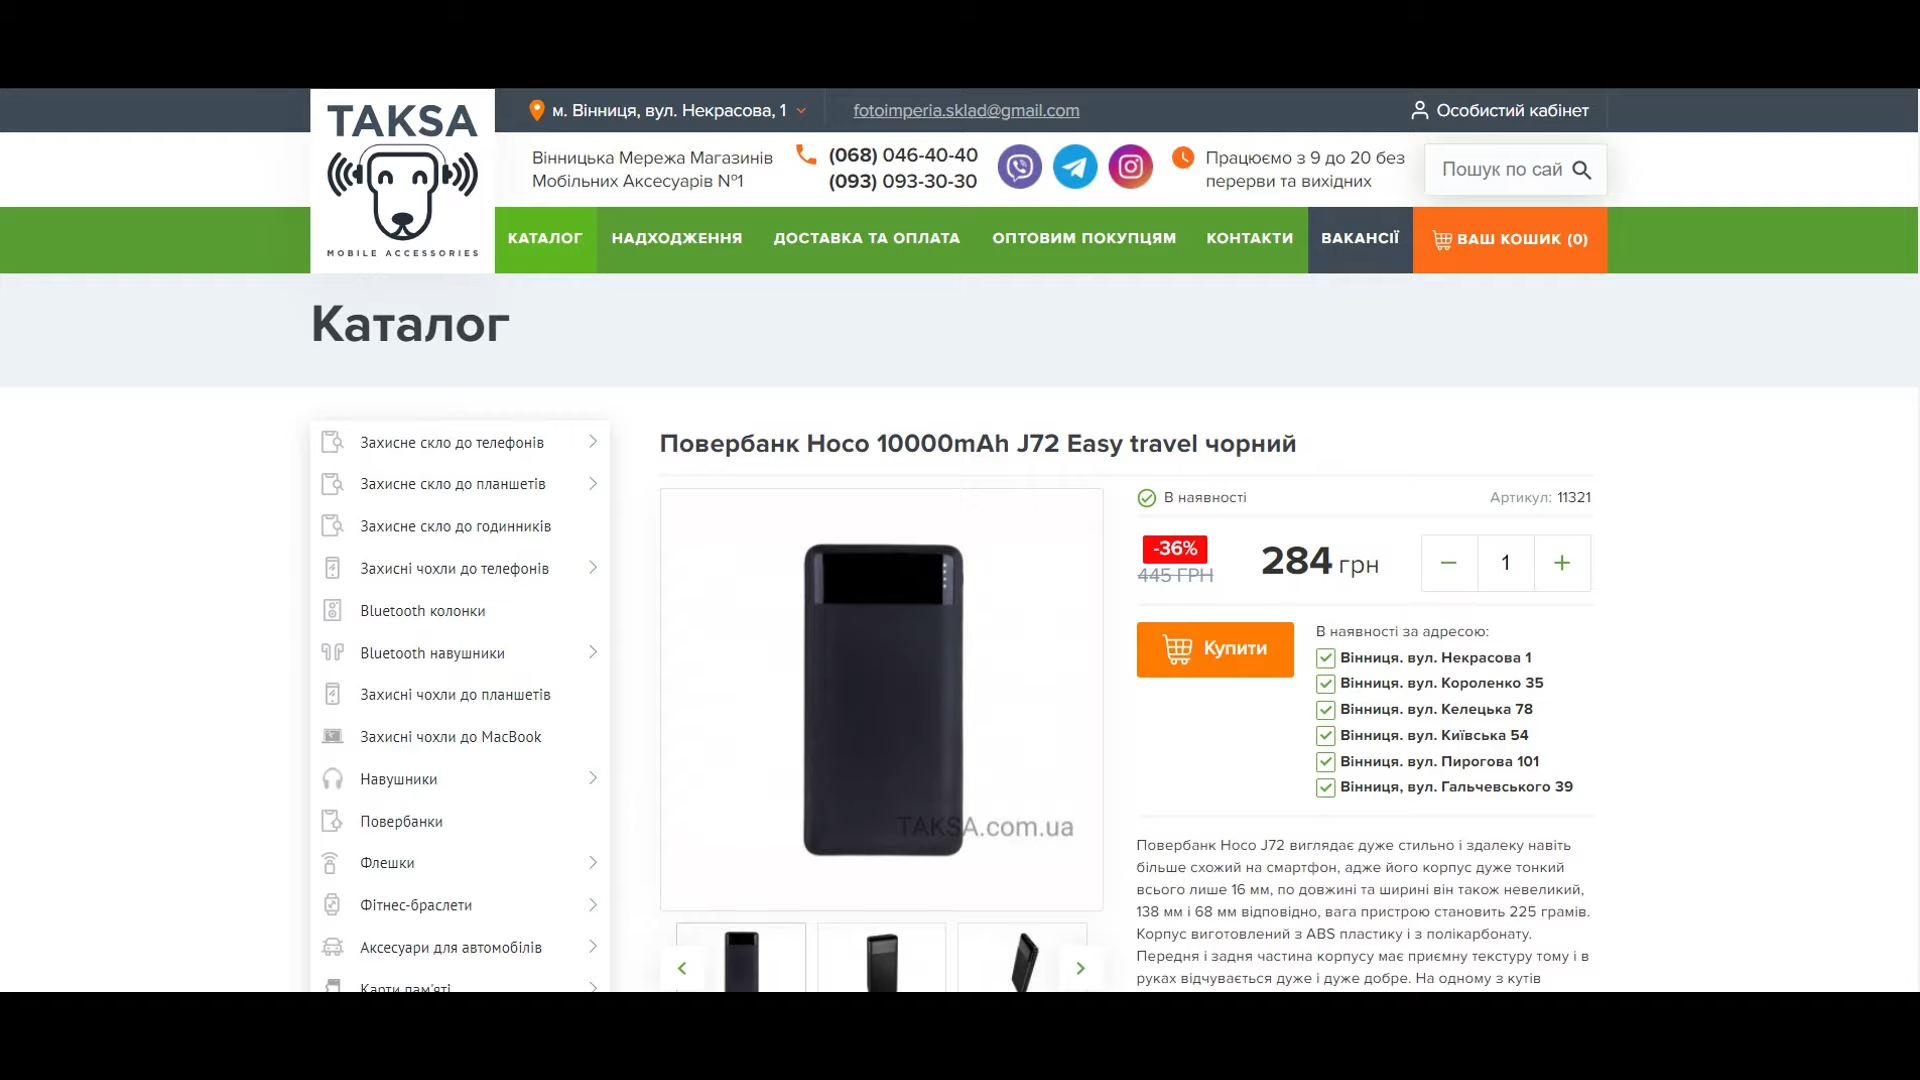 TAKSA
MOBILE ACCESSORIES
м. Вінниця, вул. Некрасова, 1
fotoimperia.sklad@gmail.com
Особистий кабінет
Вінницька Мережа Магазинів
Мобільних Аксесуарів №1
(068) 046-40-40
(093) 093-30-30
Працюємо з 9 до 20 без
перерви та вихідних
Пошук по сай
КАТАЛОГ
НАДХОДЖЕННЯ
ДОСТАВКА ТА ОПЛАТА
ОПТОВИМ ПОКУПЦЯМ
КОНТАКТИ
ВАКАНСІЇ
ВАШ КОШИК (0)
Каталог
Захисне скло до телефонів
Захисне скло до планшетів
Захисне скло до годинників
Захисні чохли до телефонів
Bluetooth колонки
Bluetooth навушники
Захисні чохли до планшетів
Захисні чохли до MacBook
Навушники
Повербанки
Флешки
Фітнес-браслети
Аксесуари для автомобілів
Карти пам'яті
Повербанк Hoco 10000mAh J72 Easy travel чорний
TAKSA.com.ua
В наявності
Артикул: 11321
-36%
445 ГРН
284 грн
1
Купити
В наявності за адресою:
Вінниця. вул. Некрасова 1
Вінниця. вул. Короленко 35
Вінниця. вул. Келецька 78
Вінниця. вул. Київська 54
Вінниця. вул. Пирогова 101
Вінниця, вул. Гальчевського 39
Повербанк Hoco J72 виглядає дуже стильно і здалеку навіть
більше схожий на смартфон, адже його корпус дуже тонкий
всього лише 16 мм, по довжині та ширині він також невеликий,
138 мм і 68 мм відповідно, вага пристрою становить 225 грамів.
Корпус виготовлений з ABS пластику і з полікарбонату.
Передня і задня частина корпусу має приємну текстуру тому і в
руках відчувається дуже і дуже добре. На одному з кутів